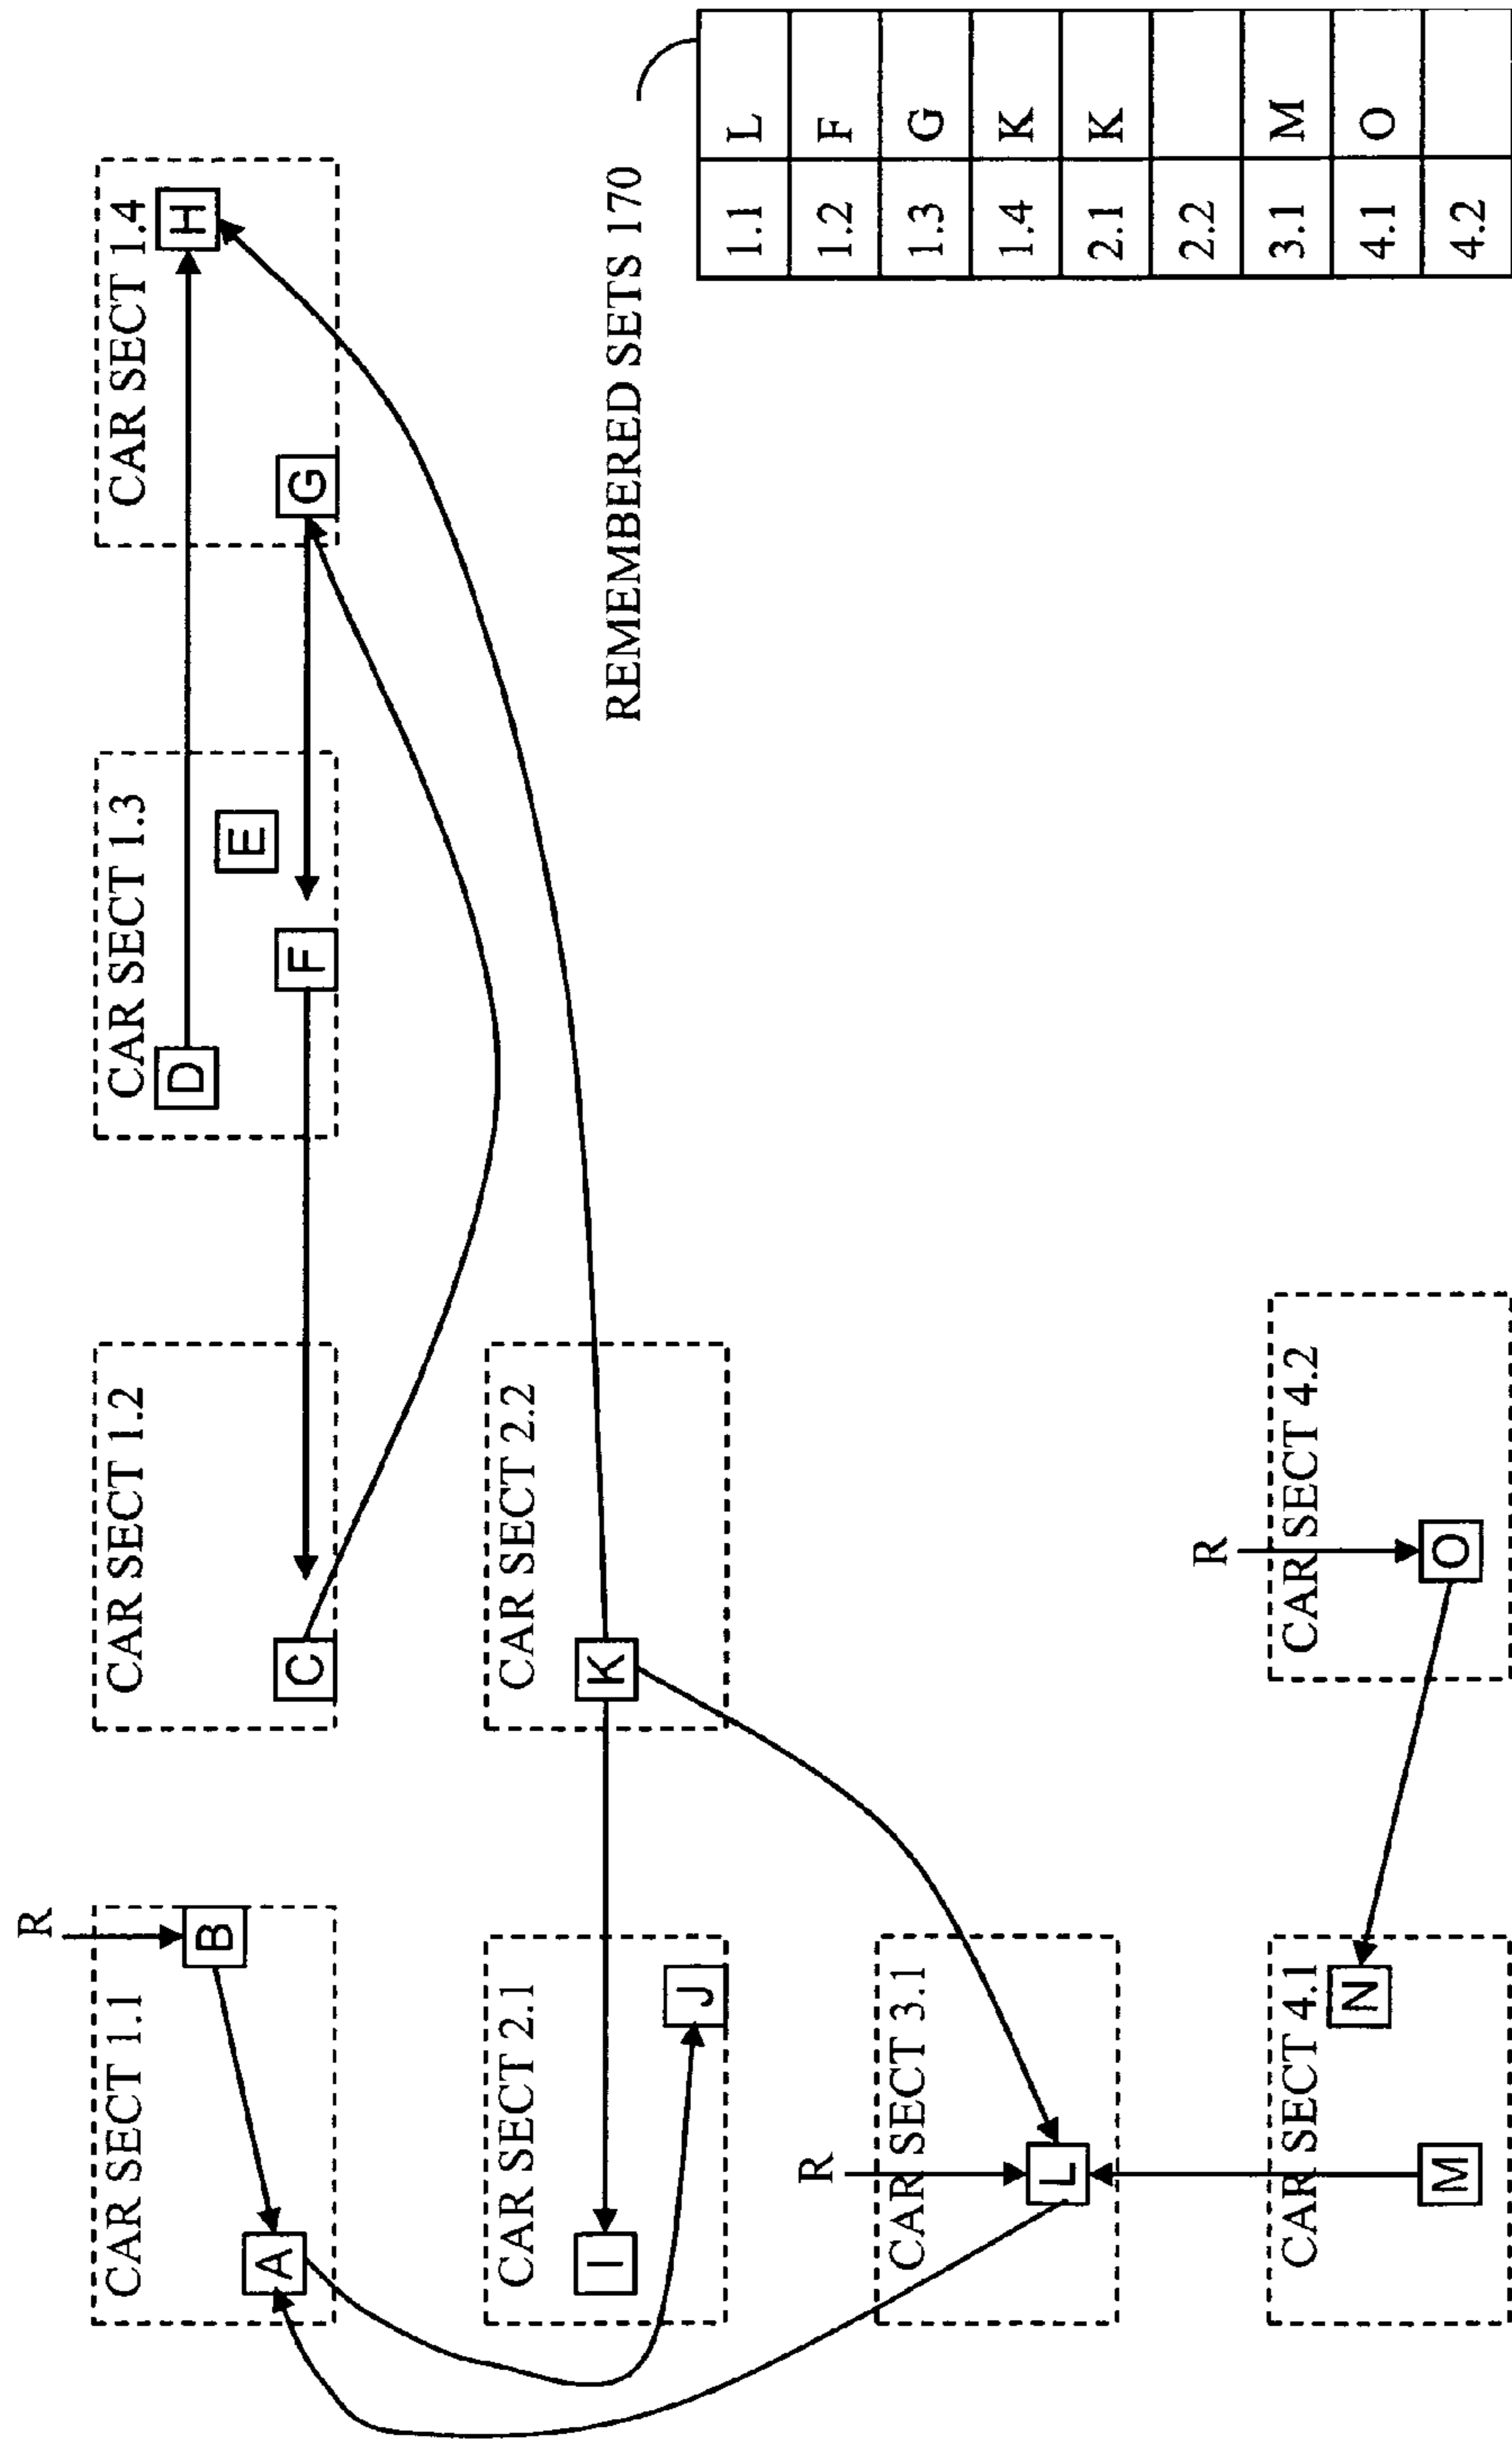 R
CAR SECT 1.1
A
B
CAR SECT 1.2
C
CAR SECT 1.3
D
F
E
CAR SECT 1.4
G
H
CAR SECT 2.1
I
J
CAR SECT 2.2
K
R
CAR SECT 3.1
L
R
CAR SECT 4.1
M
N
CAR SECT 4.2
O
REMEMBERED SETS 170
1.1 L
1.2 F
1.3 G
1.4 K
2.1 K
2.2
3.1 M
4.1 O
4.2